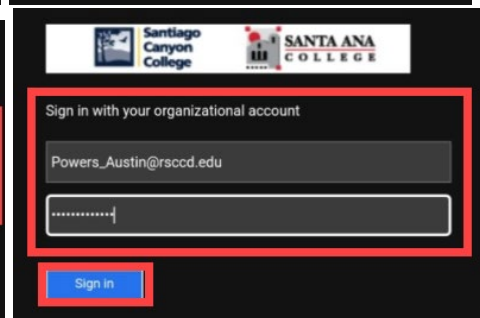 Santiago
Canyon
College
SANTA ANA
COLLEGE
Sign in with your organizational account
Powers_Austin@rsccd.edu
•••••••••••••
Sign in